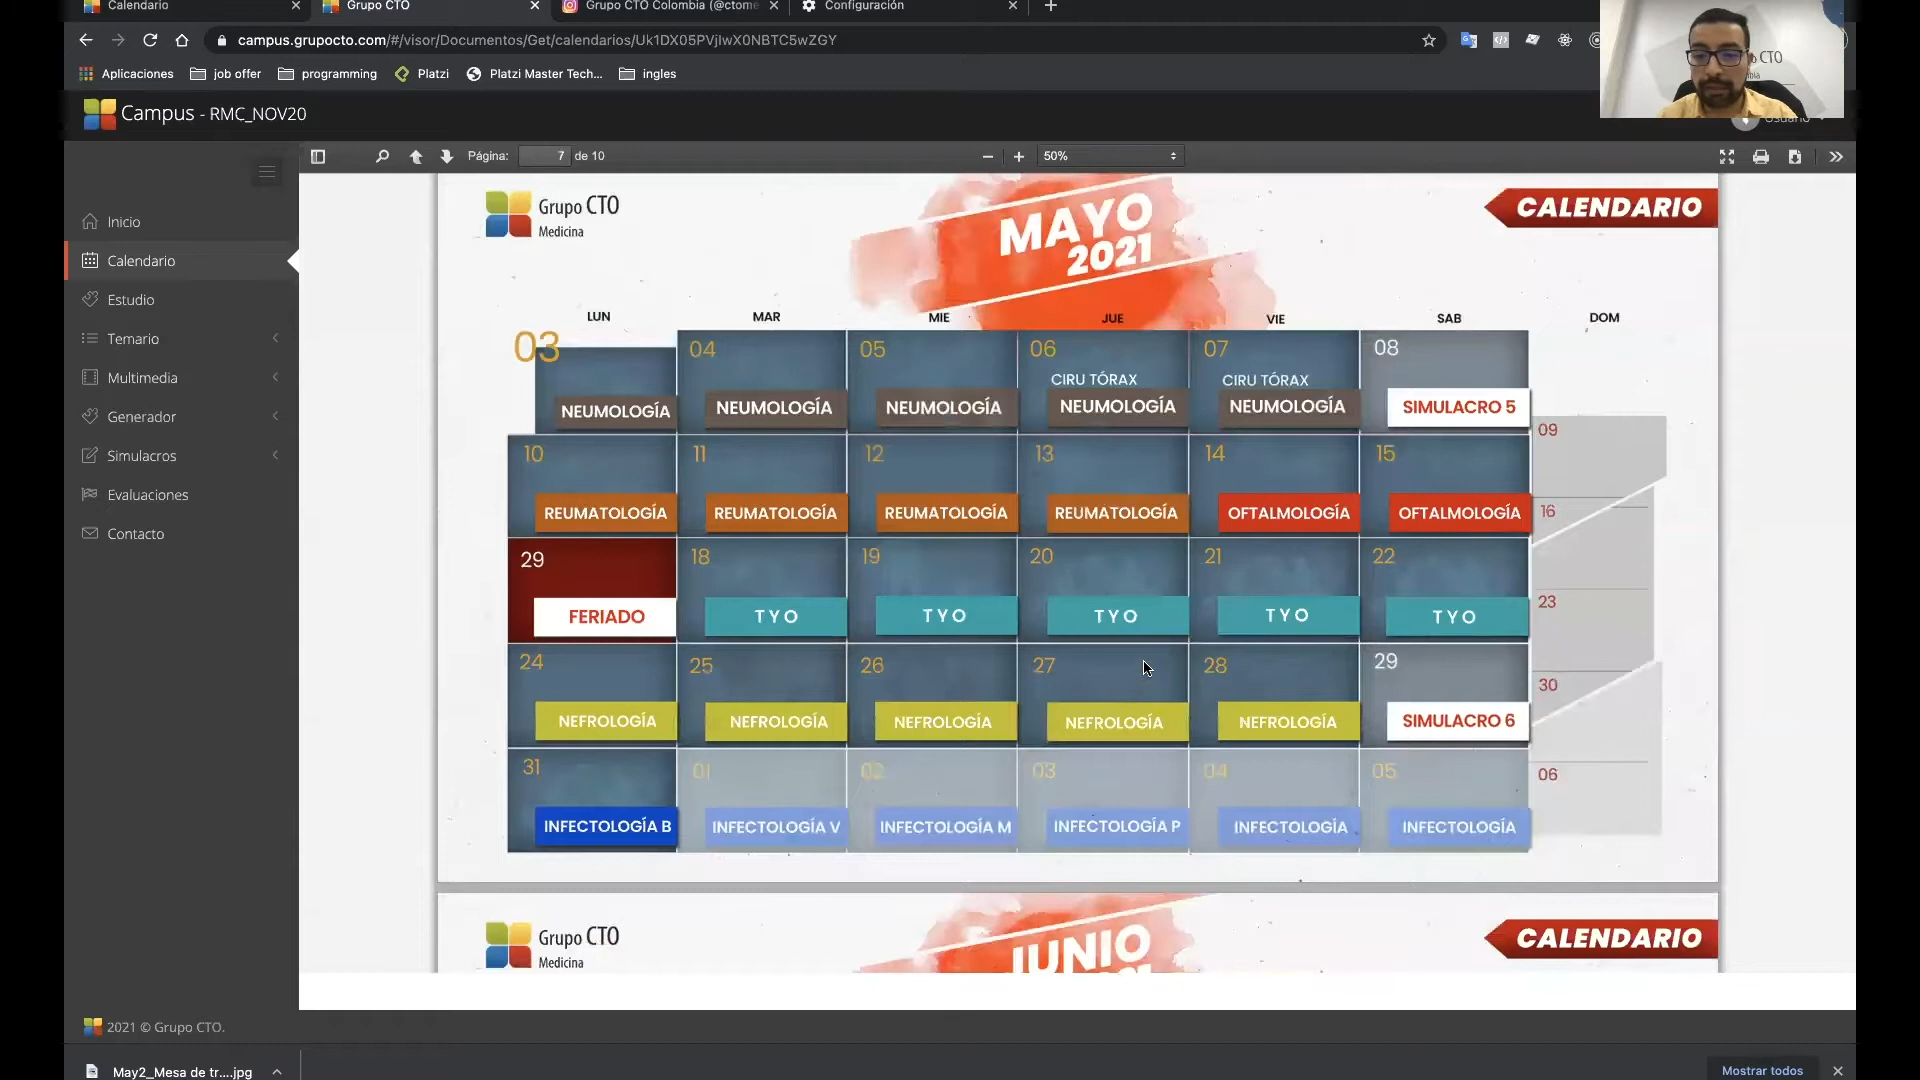 Calendario
Grupo CTO
Grupo CTO Colombia (@ctome
Configuración
campus.grupocto.com/#/visor/Documentos/Get/calendarios/Uk1DX05PVjIwX0NBTC5wZGY
Aplicaciones
job offer
programming
Platzi
Platzi Master Tech...
ingles
Campus - RMC_NOV20
CTO
Usuario
Página: 7 de 10
50%
Inicio
Calendario
Estudio
Temario
Multimedia
Generador
Simulacros
Evaluaciones
Contacto
Grupo CTO
Medicina
MAYO
2021
CALENDARIO
LUN MAR MIE JUE VIE SAB DOM
03 04 05 06 07 08
CIRU TÓRAX CIRU TÓRAX
NEUMOLOGÍA NEUMOLOGÍA NEUMOLOGÍA NEUMOLOGÍA NEUMOLOGÍA SIMULACRO 5
09
10 11 12 13 14 15
REUMATOLOGÍA REUMATOLOGÍA REUMATOLOGÍA REUMATOLOGÍA OFTALMOLOGÍA OFTALMOLOGÍA
16
29 18 19 20 21 22
FERIADO T Y O T Y O T Y O T Y O T Y O
23
24 25 26 27 28 29
NEFROLOGÍA NEFROLOGÍA NEFROLOGÍA NEFROLOGÍA NEFROLOGÍA SIMULACRO 6
30
31 01 02 03 04 05
INFECTOLOGÍA B INFECTOLOGÍA V INFECTOLOGÍA M INFECTOLOGÍA P INFECTOLOGÍA INFECTOLOGÍA
06
Grupo CTO
Medicina
JUNIO
CALENDARIO
2021 © Grupo CTO.
May2_Mesa de tr....jpg
Mostrar todos